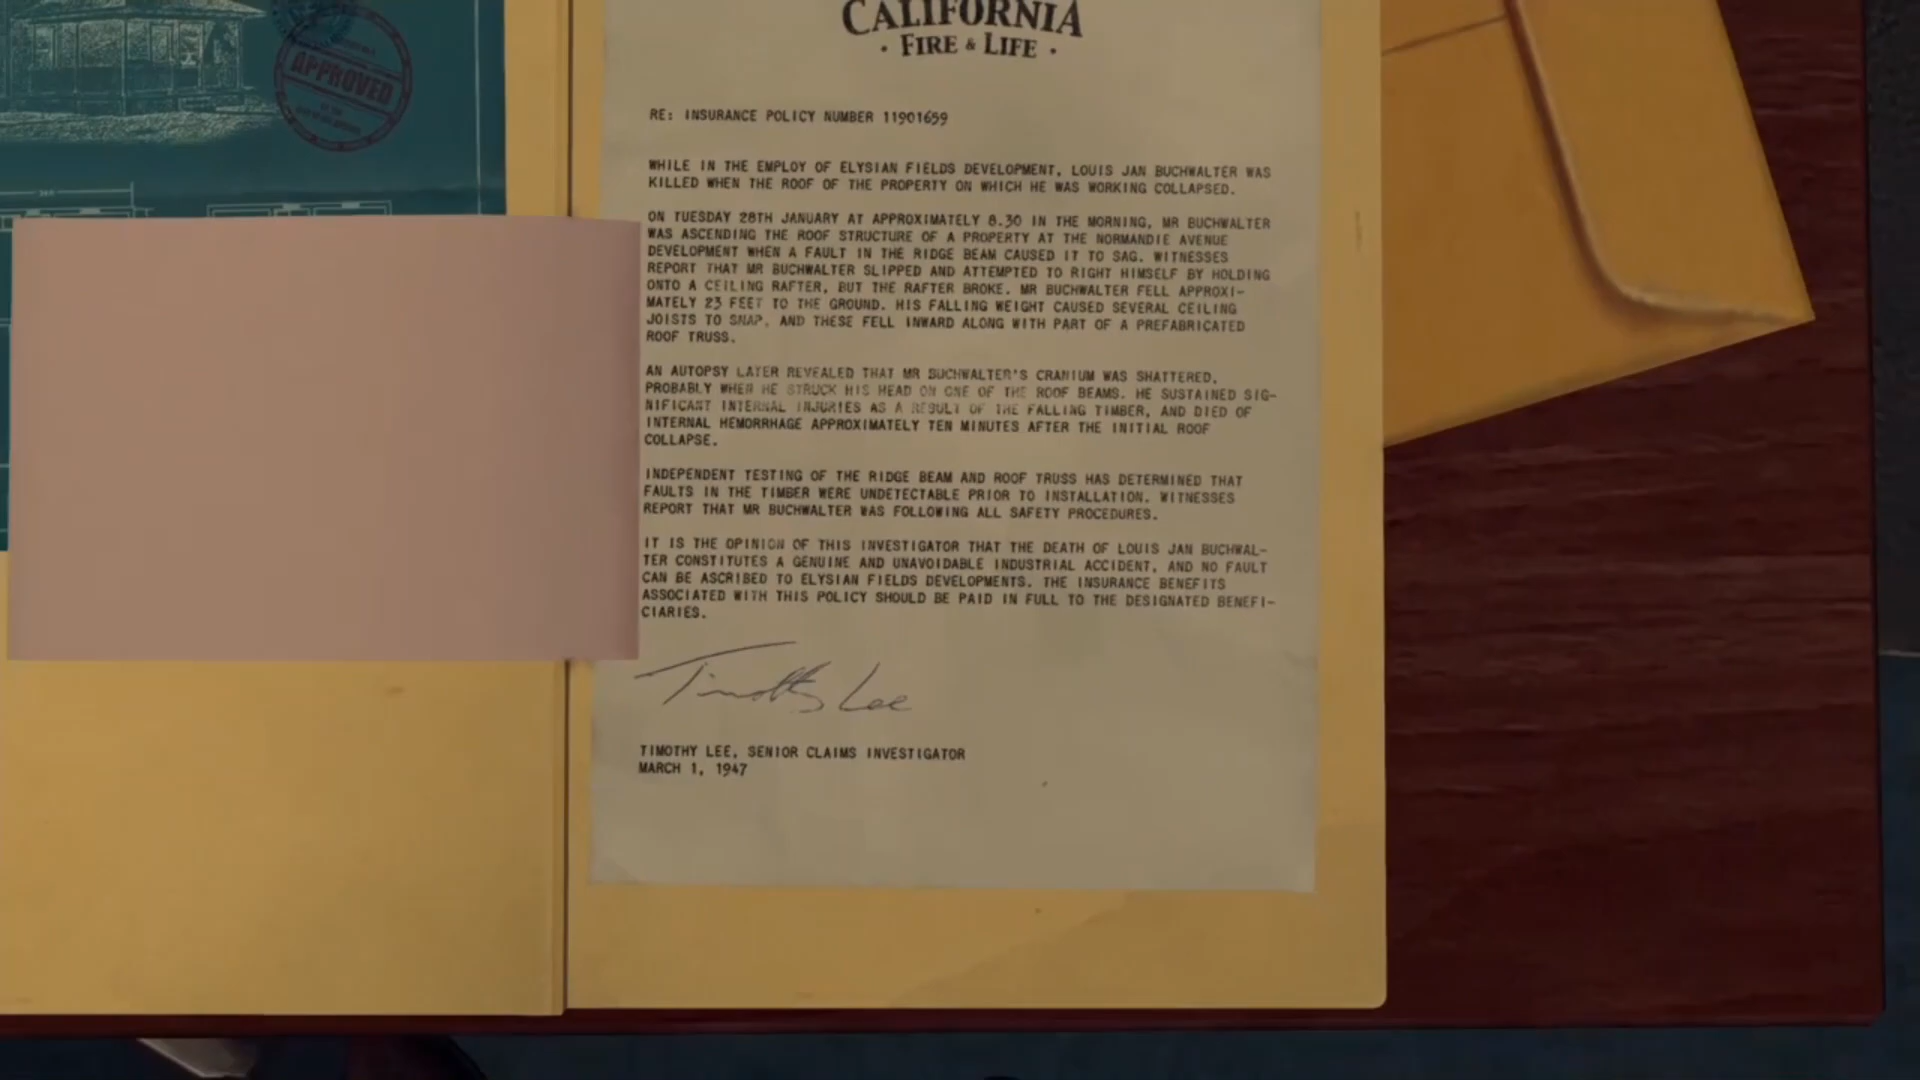 CALIFORNIA
• FIRE & LIFE •
APPROVED
RE: INSURANCE POLICY NUMBER 11901659
WHILE IN THE EMPLOY OF ELYSIAN FIELDS DEVELOPMENT, LOUIS JAN BUCHWALTER WAS
KILLED WHEN THE ROOF OF THE PROPERTY ON WHICH HE WAS WORKING COLLAPSED.
ON TUESDAY 28TH JANUARY AT APPROXIMATELY 8.30 IN THE MORNING, MR BUCHWALTER
WAS ASCENDING THE ROOF STRUCTURE OF A PROPERTY AT THE NORMANDIE AVENUE
DEVELOPMENT WHEN A FAULT IN THE RIDGE BEAM CAUSED IT TO SAG. WITNESSES
REPORT THAT MR BUCHWALTER SLIPPED AND ATTEMPTED TO RIGHT HIMSELF BY HOLDING
ONTO A CEILING RAFTER, BUT THE RAFTER BROKE. MR BUCHWALTER FELL APPROXI-
MATELY 23 FEET TO THE GROUND. HIS FALLING WEIGHT CAUSED SEVERAL CEILING
JOISTS TO SNAP, AND THESE FELL INWARD ALONG WITH PART OF A PREFABRICATED
ROOF TRUSS.
AN AUTOPSY LATER REVEALED THAT MR BUCHWALTER'S CRANIUM WAS SHATTERED,
PROBABLY WHEN HE STRUCK HIS HEAD ON ONE OF THE ROOF BEAMS. HE SUSTAINED SIG-
NIFICANT INTERNAL INJURIES AS A RESULT OF THE FALLING TIMBER, AND DIED OF
INTERNAL HEMORRHAGE APPROXIMATELY TEN MINUTES AFTER THE INITIAL ROOF
COLLAPSE.
INDEPENDENT TESTING OF THE RIDGE BEAM AND ROOF TRUSS HAS DETERMINED THAT
FAULTS IN THE TIMBER WERE UNDETECTABLE PRIOR TO INSTALLATION. WITNESSES
REPORT THAT MR BUCHWALTER WAS FOLLOWING ALL SAFETY PROCEDURES.
IT IS THE OPINION OF THIS INVESTIGATOR THAT THE DEATH OF LOUIS JAN BUCHWAL-
TER CONSTITUTES A GENUINE AND UNAVOIDABLE INDUSTRIAL ACCIDENT, AND NO FAULT
CAN BE ASCRIBED TO ELYSIAN FIELDS DEVELOPMENTS. THE INSURANCE BENEFITS
ASSOCIATED WITH THIS POLICY SHOULD BE PAID IN FULL TO THE DESIGNATED BENEFI-
CIARIES.
Timothy Lee
TIMOTHY LEE, SENIOR CLAIMS INVESTIGATOR
MARCH 1, 1947